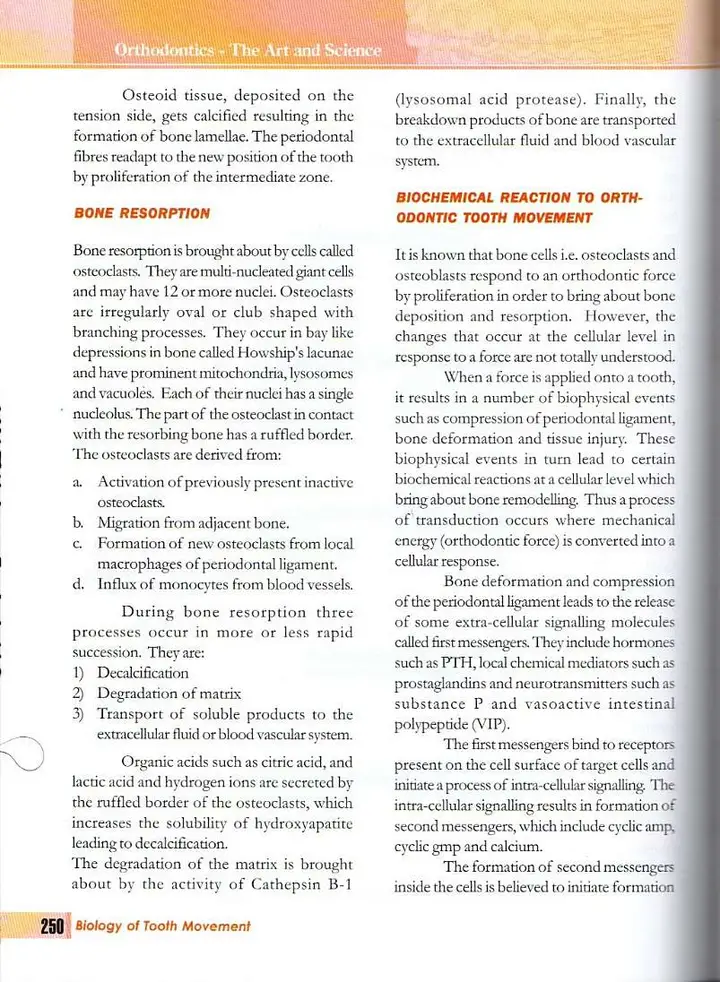 Orthodontics - The Art and Science
Osteoid tissue, deposited on the
tension side, gets calcified resulting in the
formation of bone lamellae. The periodontal
fibres readapt to the new position of the tooth
by proliferation of the intermediate zone.
BONE RESORPTION
Bone resorption is brought about by cells called
osteoclasts. They are multi-nucleated giant cells
and may have 12 or more nuclei. Osteoclasts
are irregularly oval or club shaped with
branching processes. They occur in bay like
depressions in bone called Howship's lacunae
and have prominent mitochondria, lysosomes
and vacuoles. Each of their nuclei has a single
nucleolus. The part of the osteoclast in contact
with the resorbing bone has a ruffled border.
The osteoclasts are derived from:
a. Activation of previously present inactive
osteoclasts.
b. Migration from adjacent bone.
c. Formation of new osteoclasts from local
macrophages of periodontal ligament.
d. Influx of monocytes from blood vessels.
During bone resorption three
processes occur in more or less rapid
succession. They are:
1) Decalcification
2) Degradation of matrix
3) Transport of soluble products to the
extracellular fluid or blood vascular system.
Organic acids such as citric acid, and
lactic acid and hydrogen ions are secreted by
the ruffled border of the osteoclasts, which
increases the solubility of hydroxyapatite
leading to decalcification.
The degradation of the matrix is brought
about by the activity of Cathepsin B-1
(lysosomal acid protease). Finally, the
breakdown products of bone are transported
to the extracellular fluid and blood vascular
system.
BIOCHEMICAL REACTION TO ORTH-
ODONTIC TOOTH MOVEMENT
It is known that bone cells i.e. osteoclasts and
osteoblasts respond to an orthodontic force
by proliferation in order to bring about bone
deposition and resorption. However, the
changes that occur at the cellular level in
response to a force are not totally understood.
When a force is applied onto a tooth,
it results in a number of biophysical events
such as compression of periodontal ligament,
bone deformation and tissue injury. These
biophysical events in turn lead to certain
biochemical reactions at a cellular level which
bring about bone remodelling. Thus a process
of transduction occurs where mechanical
energy (orthodontic force) is converted into a
cellular response.
Bone deformation and compression
of the periodontal ligament leads to the release
of some extra-cellular signalling molecules
called first messengers. They include hormones
such as PTH, local chemical mediators such as
prostaglandins and neurotransmitters such as
substance P and vasoactive intestinal
polypeptide (VIP).
The first messengers bind to receptors
present on the cell surface of target cells and
initiate a process of intra-cellular signalling. The
intra-cellular signalling results in formation of
second messengers, which include cyclic amp,
cyclic gmp and calcium.
The formation of second messengers
inside the cells is believed to initiate formation
250 Biology of Tooth Movement